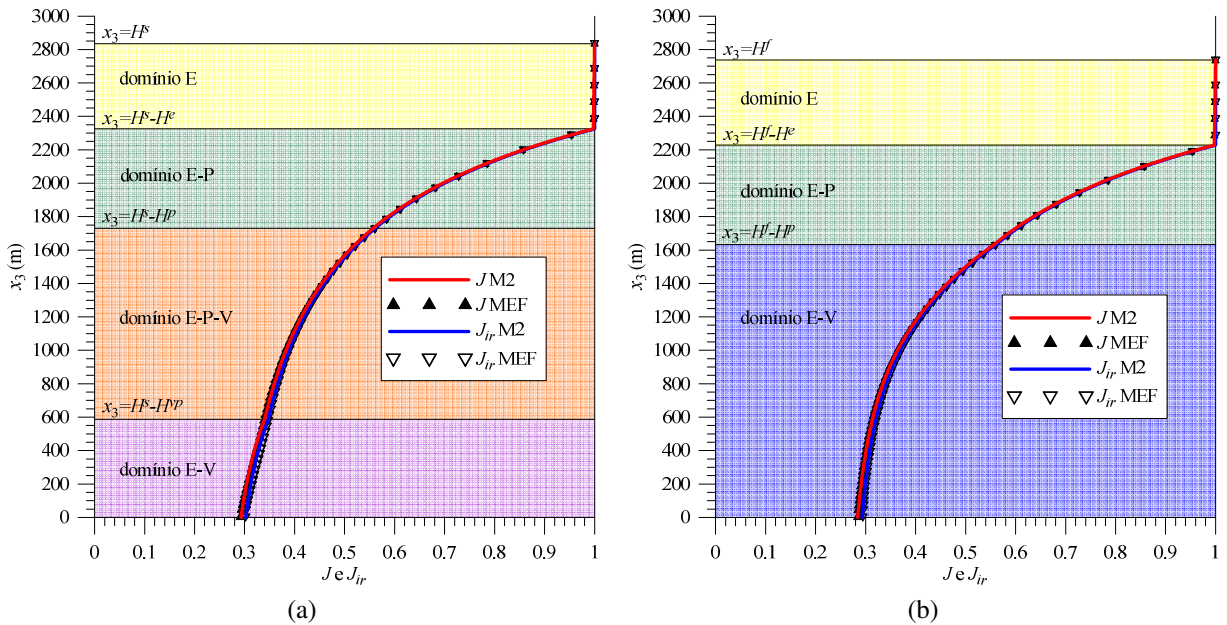 3000
2800
2600
2400
2200
2000
1800
1600
1400
1200
1000
800
600
400
200
0
x3 (m)
x3=Hs
domínio E
x3=Hs-He
domínio E-P
x3=Hs-Hp
domínio E-P-V
x3=Hs-Hvp
domínio E-V
J M2
J MEF
Jir M2
Jir MEF
0 0.1 0.2 0.3 0.4 0.5 0.6 0.7 0.8 0.9 1
J e Jir
(a)
3000
2800
2600
2400
2200
2000
1800
1600
1400
1200
1000
800
600
400
200
0
x3 (m)
x3=Hf
domínio E
x3=Hf-He
domínio E-P
x3=Hf-Hp
domínio E-V
J M2
J MEF
Jir M2
Jir MEF
0 0.1 0.2 0.3 0.4 0.5 0.6 0.7 0.8 0.9 1
J e Jir
(b)